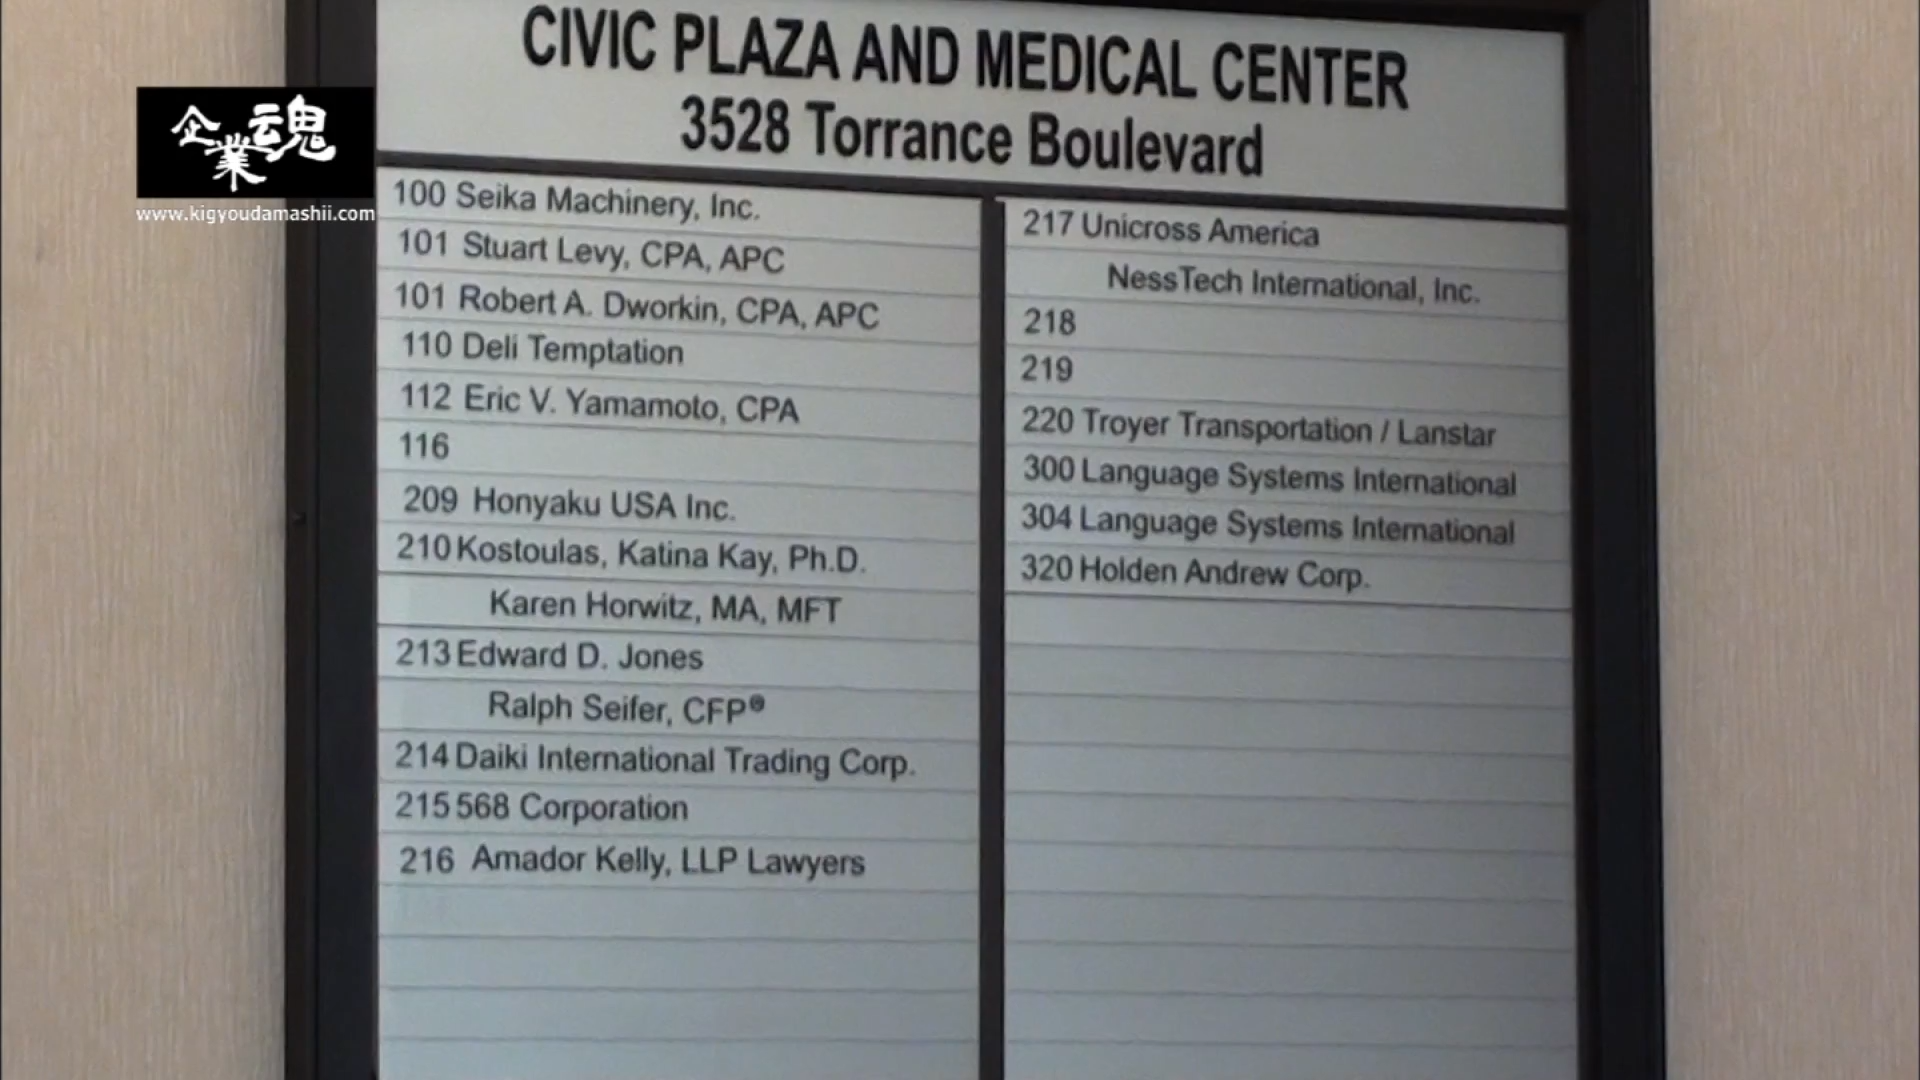 CIVIC PLAZA AND MEDICAL CENTER
3528 Torrance Boulevard
企業魂
www.kigyoudamashii.com
100 Seika Machinery, Inc.
101 Stuart Levy, CPA, APC
101 Robert A. Dworkin, CPA, APC
110 Deli Temptation
112 Eric V. Yamamoto, CPA
116
209 Honyaku USA Inc.
210 Kostoulas, Katina Kay, Ph.D.
Karen Horwitz, MA, MFT
213 Edward D. Jones
Ralph Seifer, CFP®
214 Daiki International Trading Corp.
215 568 Corporation
216 Amador Kelly, LLP Lawyers
217 Unicross America
NessTech International, Inc.
218
219
220 Troyer Transportation / Lanstar
300 Language Systems International
304 Language Systems International
320 Holden Andrew Corp.